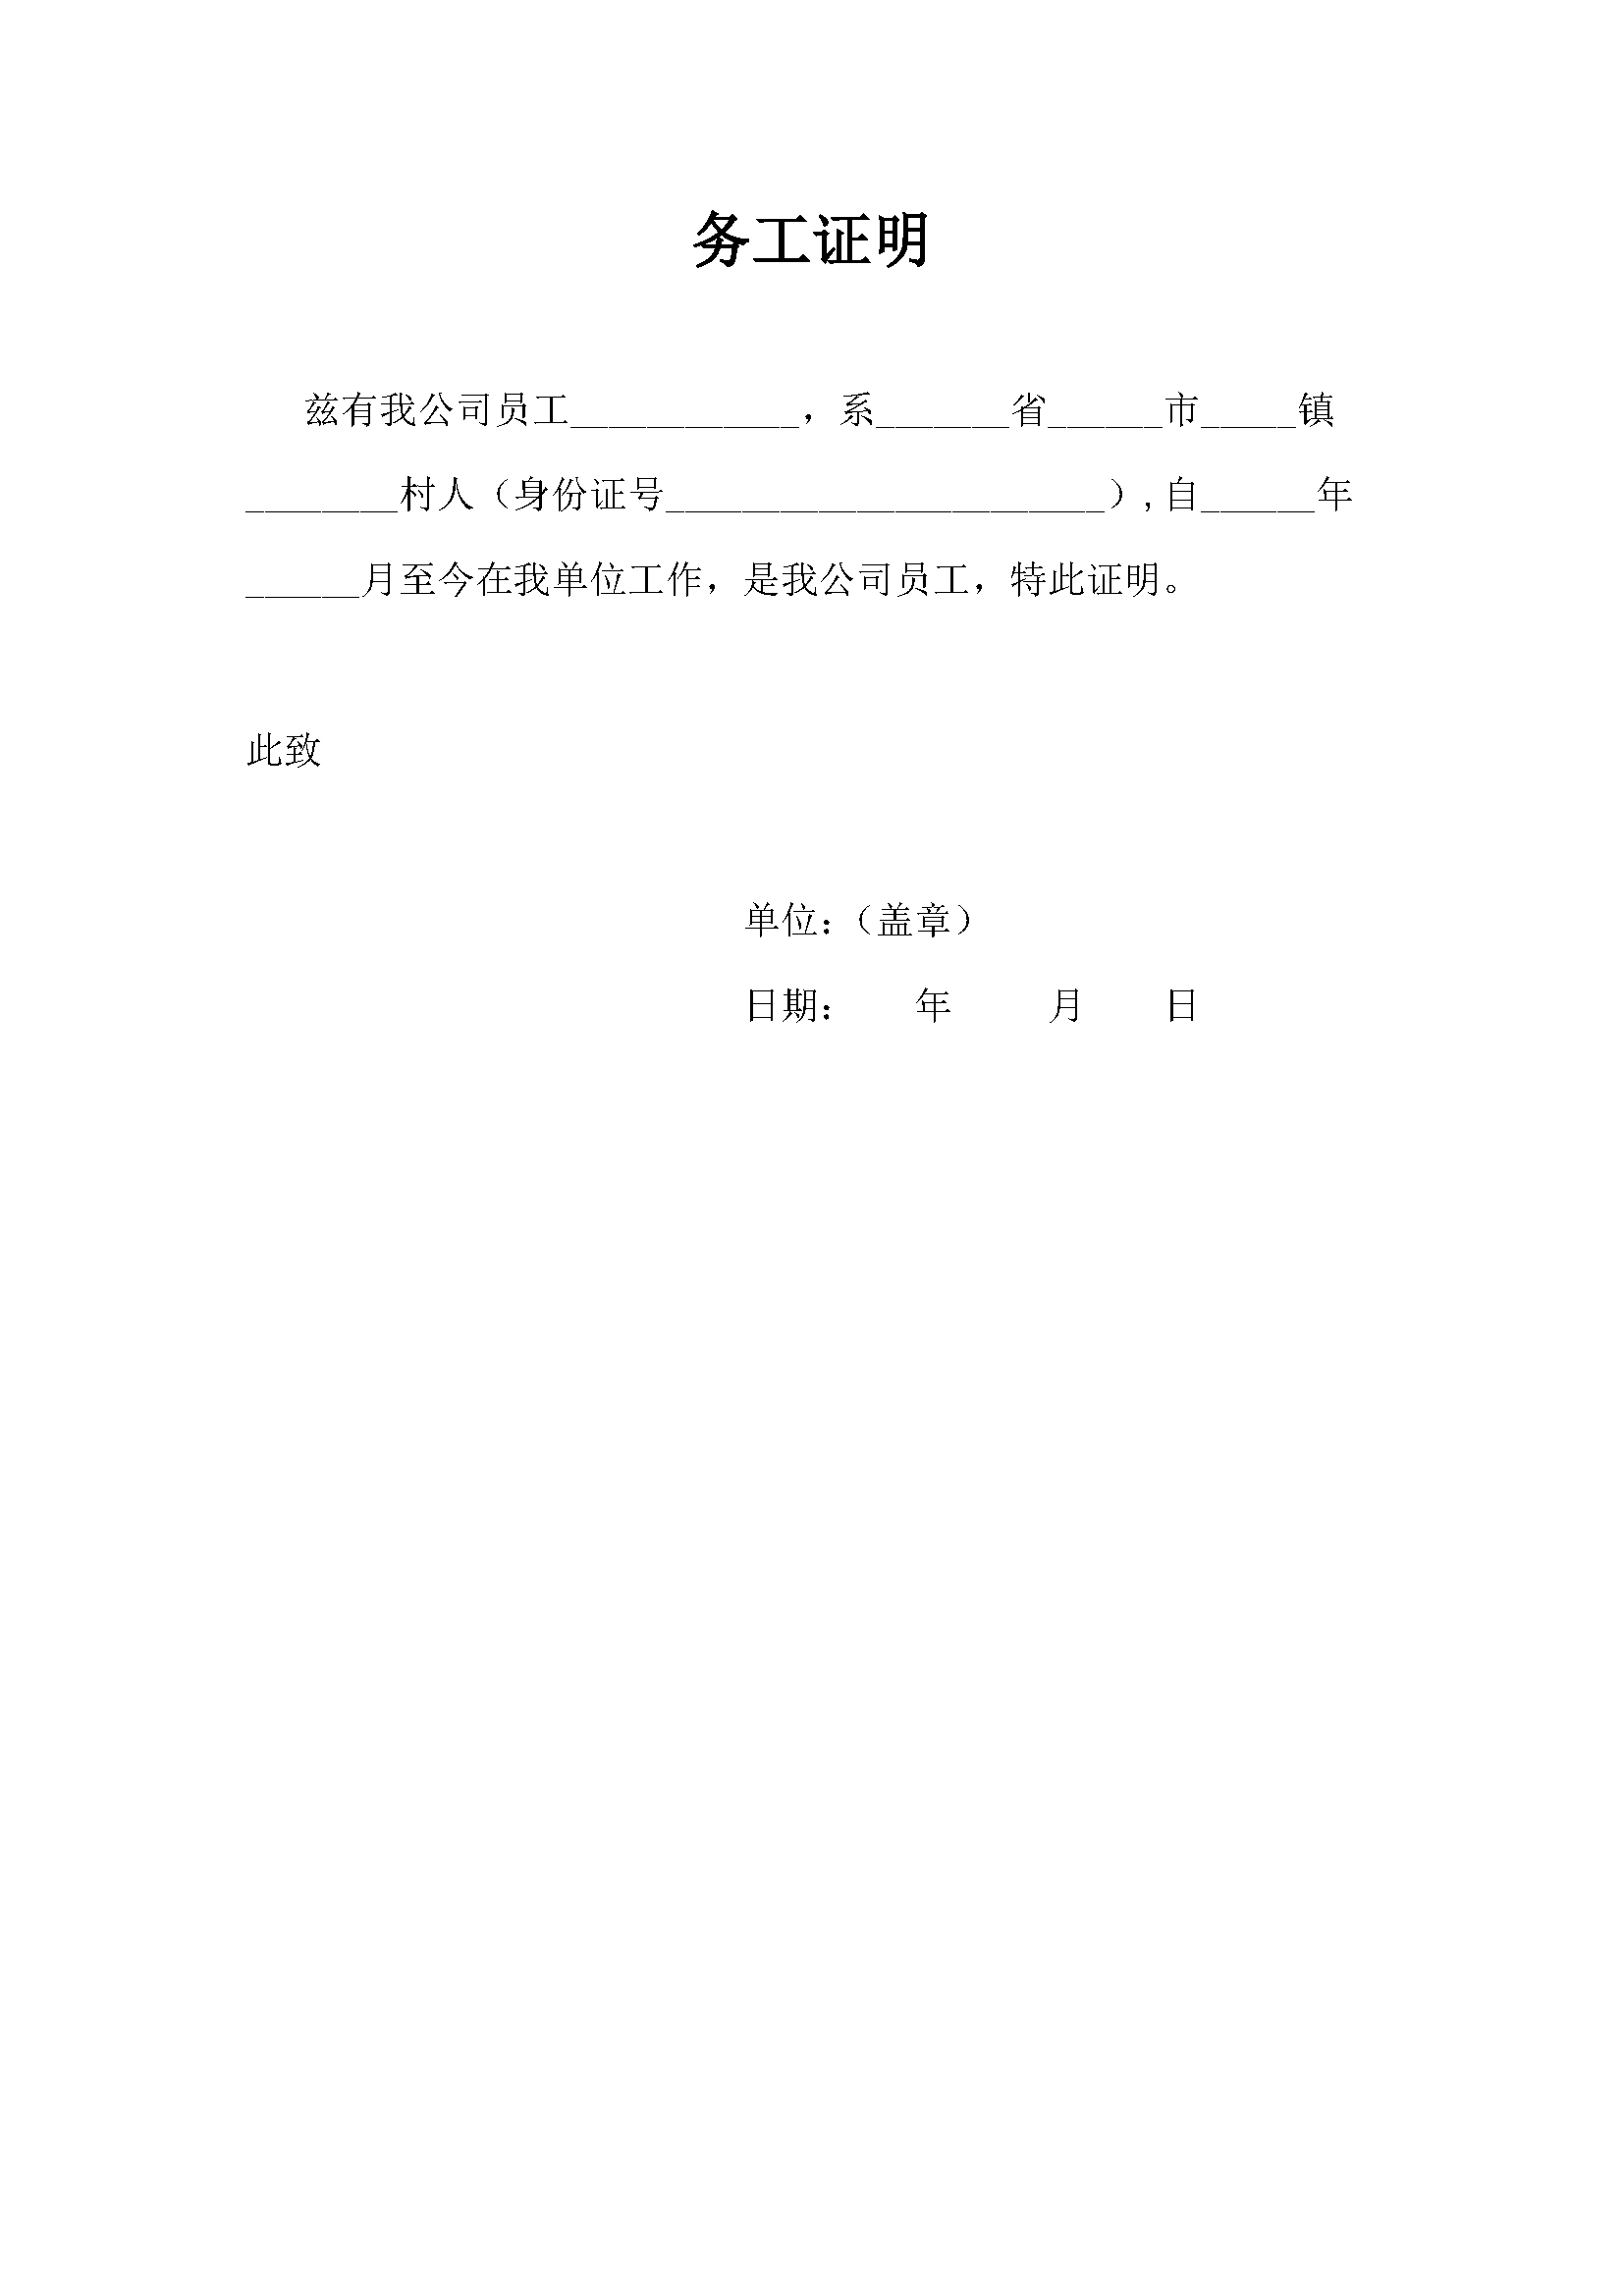 务工证明
兹有我公司员工____________，系_______省______市_____镇
________村人（身份证号_______________________）,自______年
______月至今在我单位工作，是我公司员工，特此证明。
此致
单位：（盖章）
日期：　　年　　月　　日